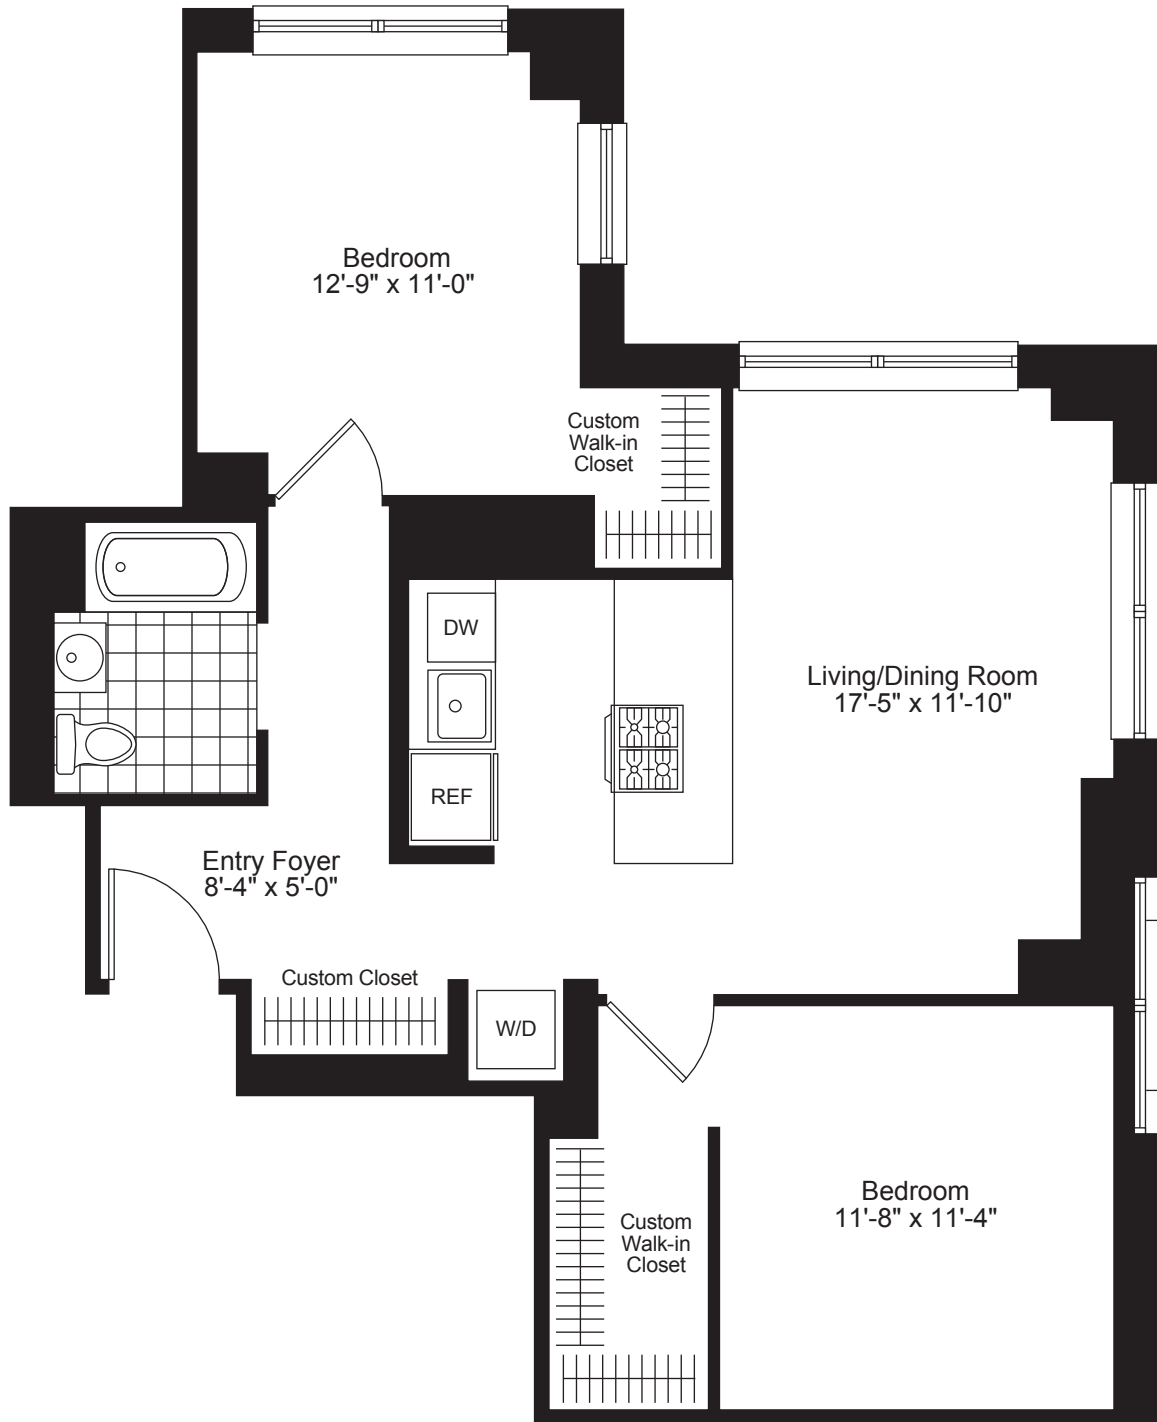 Bedroom
12'-9" x 11'-0"
Custom
Walk-in
Closet
DW
Living/Dining Room
17'-5" x 11'-10"
REF
Entry Foyer
8'-4" x 5'-0"
Custom Closet
W/D
Bedroom
11'-8" x 11'-4"
Custom
Walk-in
Closet